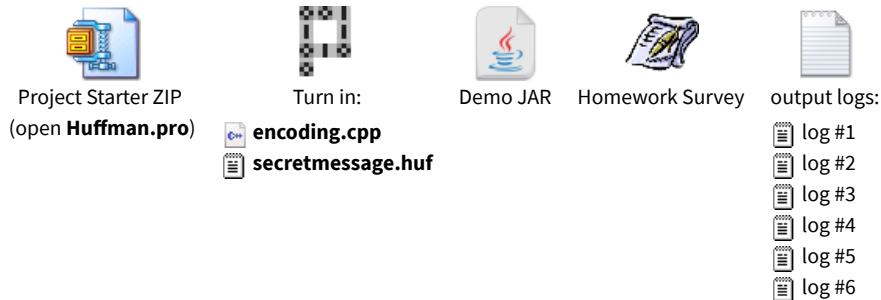 Project Starter ZIP
(open Huffman.pro)
Turn in:
C++ encoding.cpp
secretmessage.huf
Demo JAR
Homework Survey
output logs:
log #1
log #2
log #3
log #4
log #5
log #6